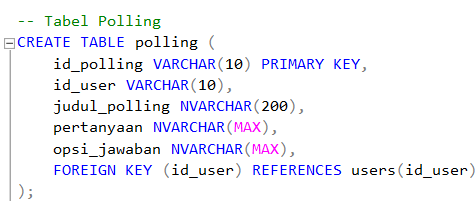 -- Tabel Polling
CREATE TABLE polling (
    id_polling VARCHAR(10) PRIMARY KEY,
    id_user VARCHAR(10),
    judul_polling NVARCHAR(200),
    pertanyaan NVARCHAR(MAX),
    opsi_jawaban NVARCHAR(MAX),
    FOREIGN KEY (id_user) REFERENCES users(id_user)
);